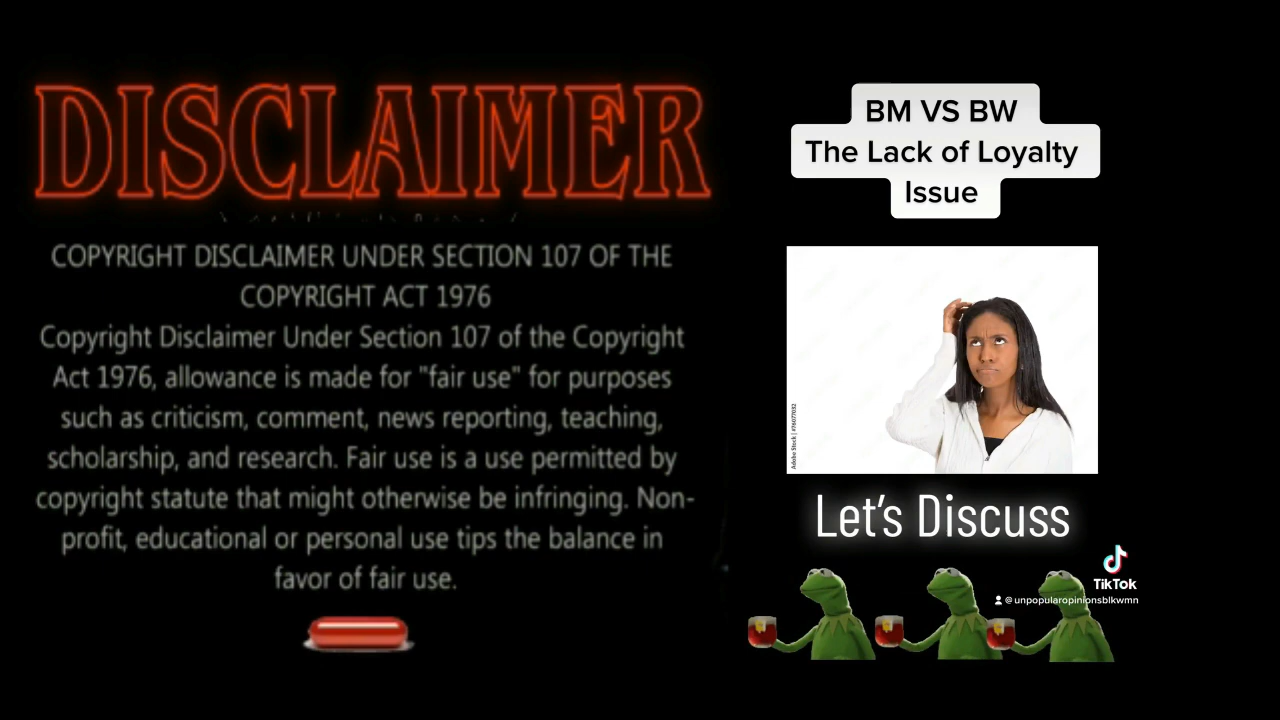 DISCLAIMER
COPYRIGHT DISCLAIMER UNDER SECTION 107 OF THE
COPYRIGHT ACT 1976
Copyright Disclaimer Under Section 107 of the Copyright
Act 1976, allowance is made for "fair use" for purposes
such as criticism, comment, news reporting, teaching,
scholarship, and research. Fair use is a use permitted by
copyright statute that might otherwise be infringing. Non-
profit, educational or personal use tips the balance in
favor of fair use.
BM VS BW
The Lack of Loyalty
Issue
Adobe Stock | #76077032
Let's Discuss
TikTok
@unpopularopinionsblkwmn